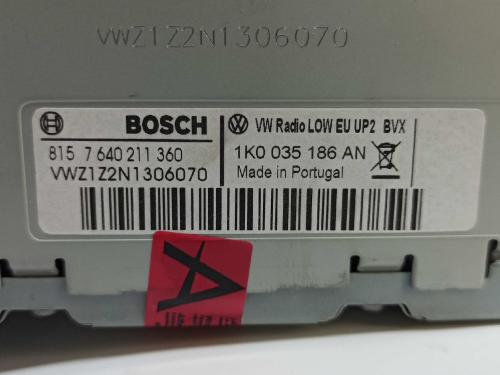 VWZ1Z2N1306070
BOSCH
VW Radio LOW EU UP2 BVX
815 7 640 211 360
1K0 035 186 AN
VWZ1Z2N1306070
Made in Portugal
A